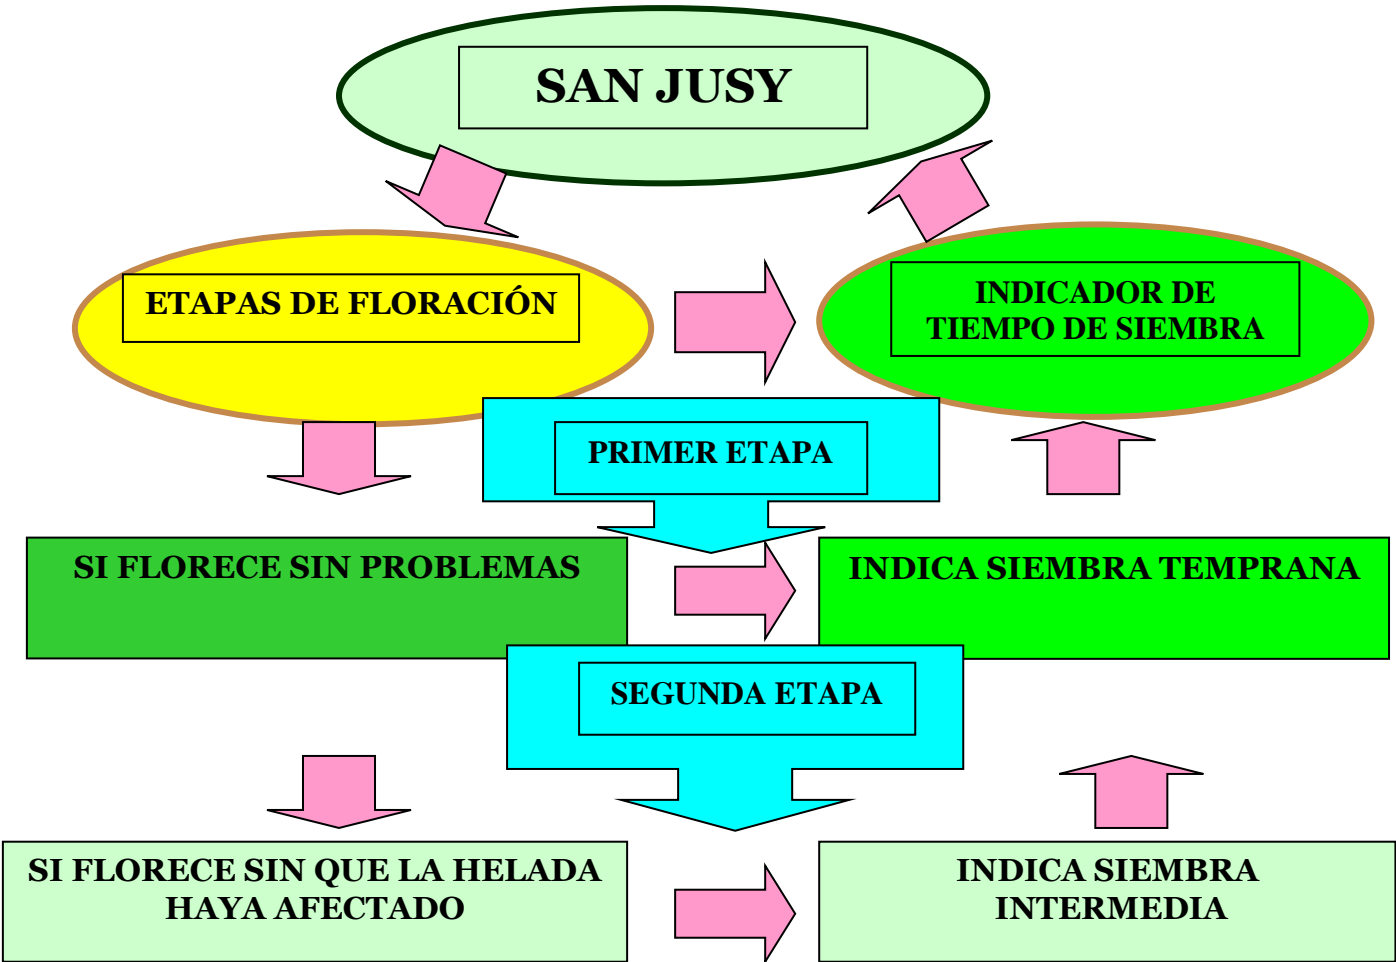 SAN JUSY
ETAPAS DE FLORACIÓN
INDICADOR DE
TIEMPO DE SIEMBRA
PRIMER ETAPA
SI FLORECE SIN PROBLEMAS
INDICA SIEMBRA TEMPRANA
SEGUNDA ETAPA
SI FLORECE SIN QUE LA HELADA
HAYA AFECTADO
INDICA SIEMBRA
INTERMEDIA